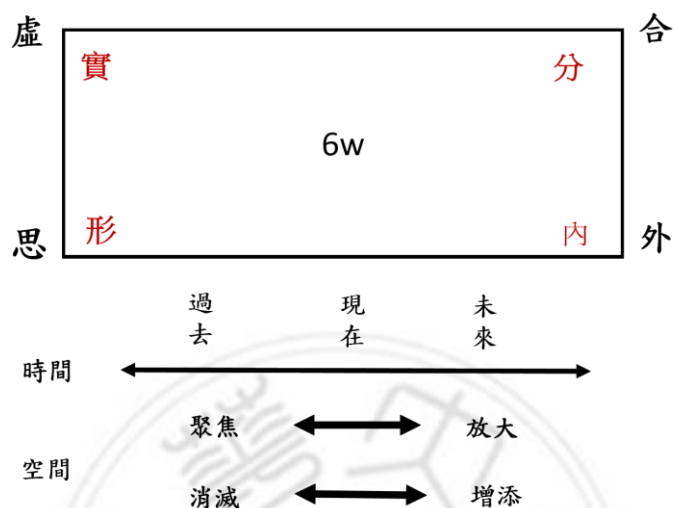 虛 合
實 分
6w
形 內
思 外
過去 現在 未來
時間
聚焦 放大
空間
消滅 增添